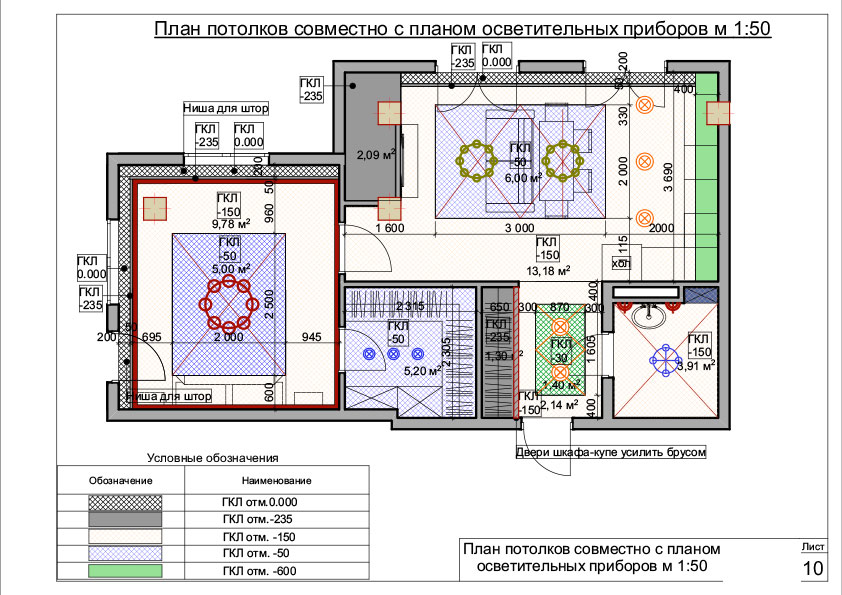 План потолков совместно с планом осветительных приборов м 1:50
ГКЛ
-235
ГКЛ
0.000
200
50
ГКЛ
-235
400
330
Ниша для штор
ГКЛ
-235
ГКЛ
0.000
2,09 м²
ГКЛ
-50
6,00 м²
2 000
3 690
200
50
960
ГКЛ
-150
9,78 м²
1 600
3 000
2000
ГКЛ
-50
5,00 м²
ГКЛ
-150
13,18 м²
1 115
хол
ГКЛ
0.000
ГКЛ
-235
2 500
2 315
650
300
870
300
400
50
200
695
2 000
945
ГКЛ
-50
5,20 м²
2 305
ГКЛ
-235
1,30 м²
ГКЛ
-30
1,40 м²
1 605
ГКЛ
-150
3,91 м²
600
Ниша для штор
ГКЛ
-150
2,14 м²
400
Двери шкафа-купе усилить брусом
Условные обозначения
Обозначение
Наименование
ГКЛ отм.0.000
ГКЛ отм.-235
ГКЛ отм. -150
ГКЛ отм. -50
ГКЛ отм. -600
План потолков совместно с планом
осветительных приборов м 1:50
Лист
10